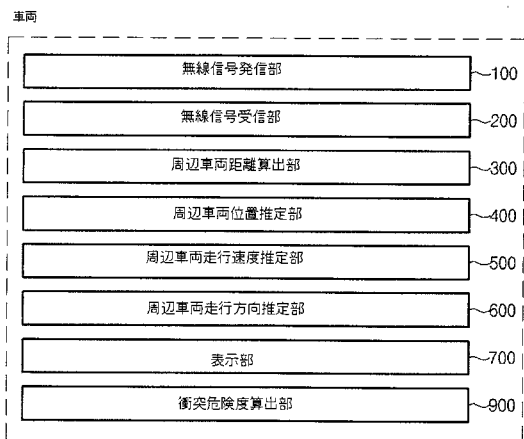 車両
無線信号発信部 100
無線信号受信部 200
周辺車両距離算出部 300
周辺車両位置推定部 400
周辺車両走行速度推定部 500
周辺車両走行方向推定部 600
表示部 700
衝突危険度算出部 900